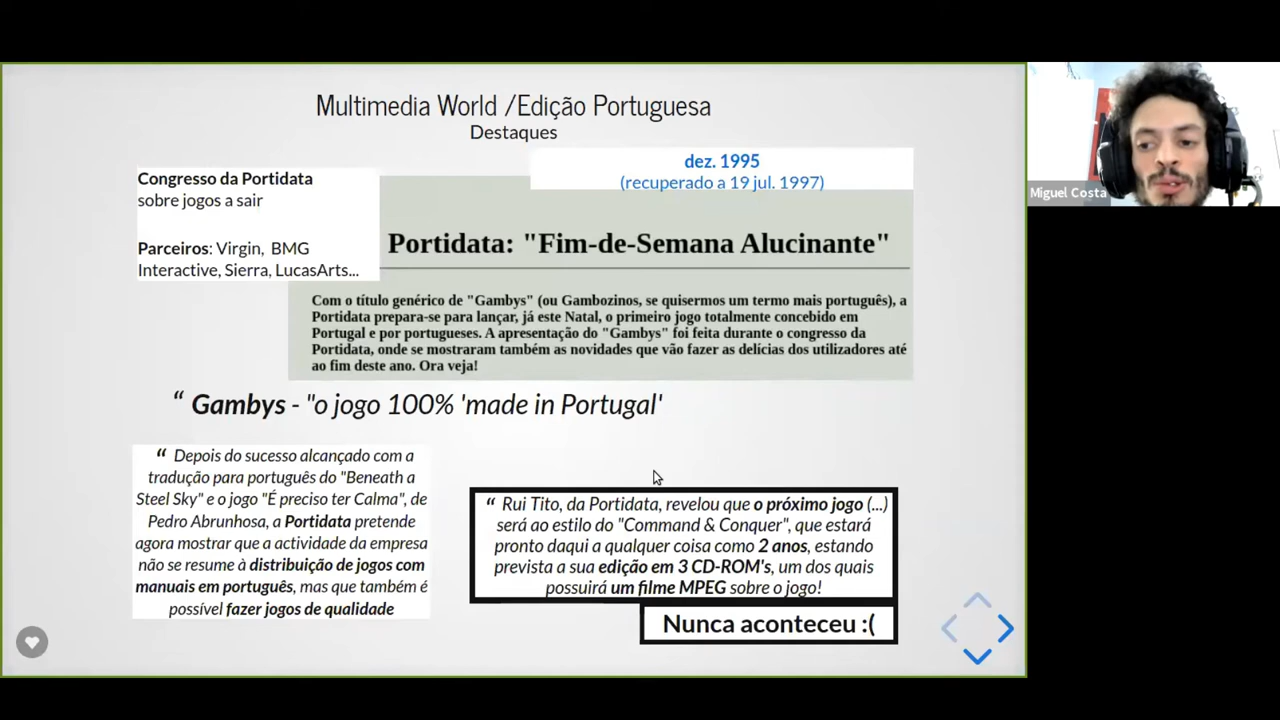 Multimedia World /Edição Portuguesa
Destaques
dez. 1995
(recuperado a 19 jul. 1997)
Congresso da Portidata
sobre jogos a sair
Parceiros: Virgin, BMG
Interactive, Sierra, LucasArts...
Portidata: "Fim-de-Semana Alucinante"
Com o título genérico de "Gambys" (ou Gambozinos, se quisermos um termo mais português), a
Portidata prepara-se para lançar, já este Natal, o primeiro jogo totalmente concebido em
Portugal e por portugueses. A apresentação do "Gambys" foi feita durante o congresso da
Portidata, onde se mostraram também as novidades que vão fazer as delícias dos utilizadores até
ao fim deste ano. Ora veja!
“ Gambys - "o jogo 100% 'made in Portugal'
“ Depois do sucesso alcançado com a
tradução para português do "Beneath a
Steel Sky" e o jogo "É preciso ter Calma", de
Pedro Abrunhosa, a Portidata pretende
agora mostrar que a actividade da empresa
não se resume à distribuição de jogos com
manuais em português, mas que também é
possível fazer jogos de qualidade
“ Rui Tito, da Portidata, revelou que o próximo jogo (...)
será ao estilo do "Command & Conquer", que estará
pronto daqui a qualquer coisa como 2 anos, estando
prevista a sua edição em 3 CD-ROM's, um dos quais
possuirá um filme MPEG sobre o jogo!
Nunca aconteceu :(
Miguel Costa